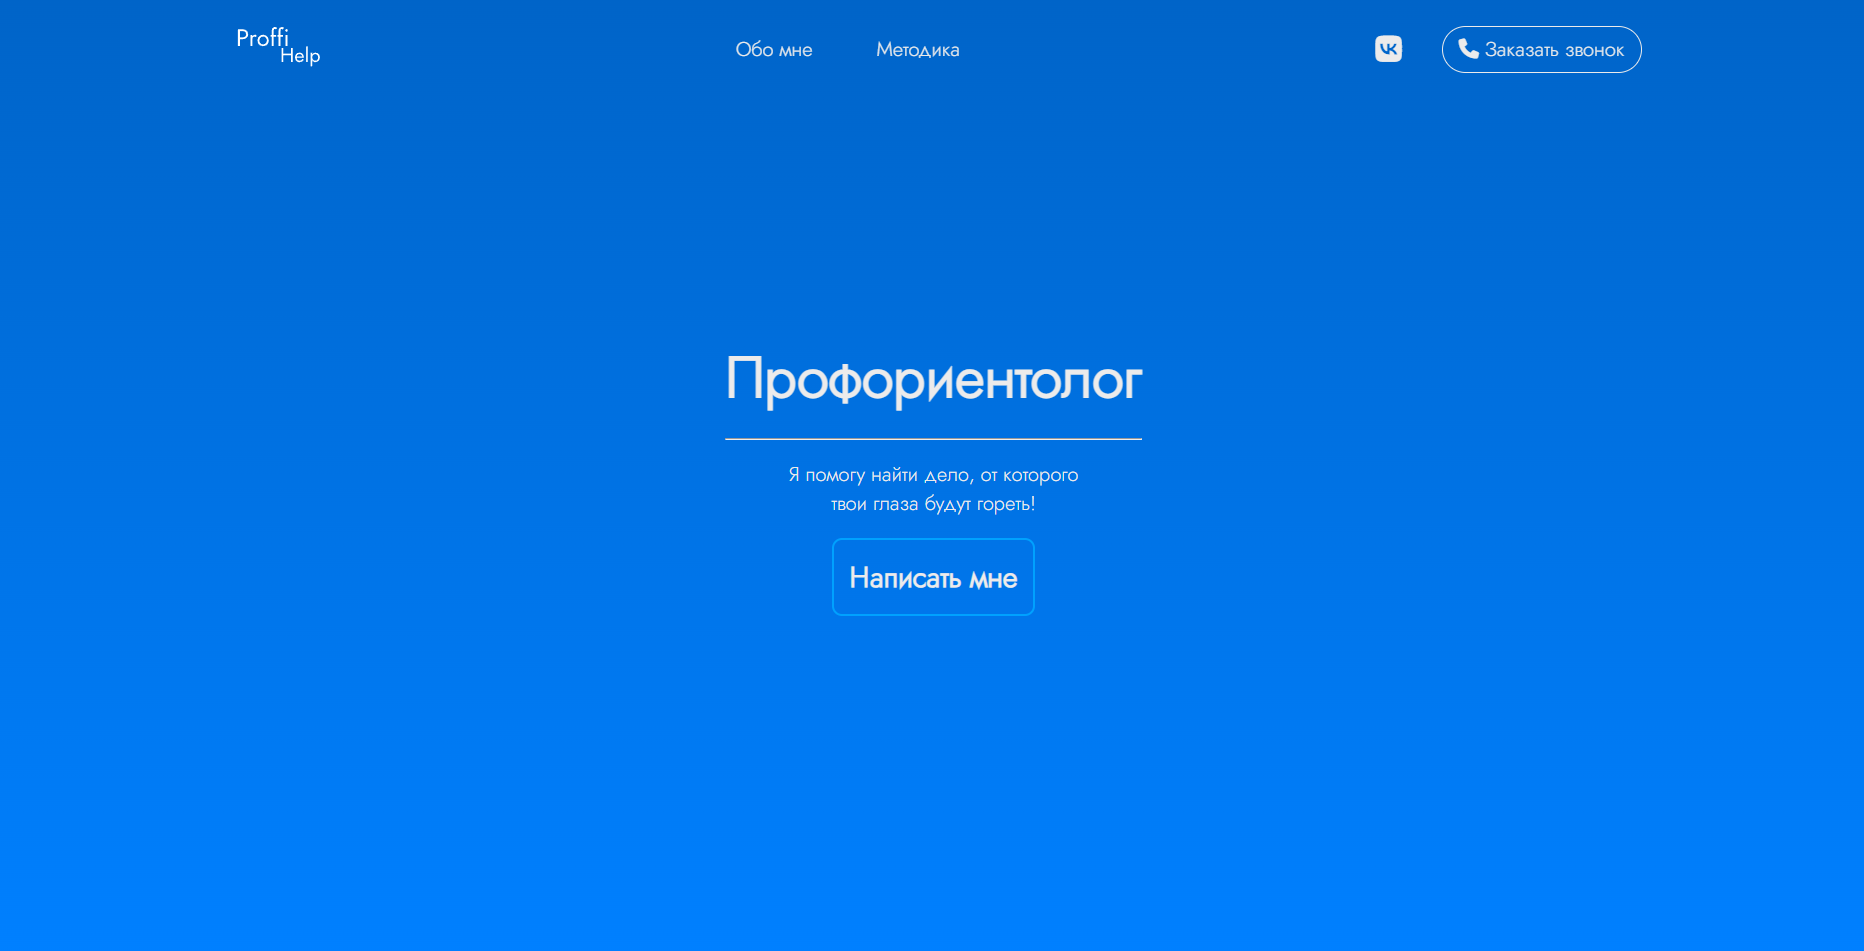 Proffi
Help
Обо мне
Методика
Заказать звонок
Профориентолог
Я помогу найти дело, от которого
твои глаза будут гореть!
Написать мне